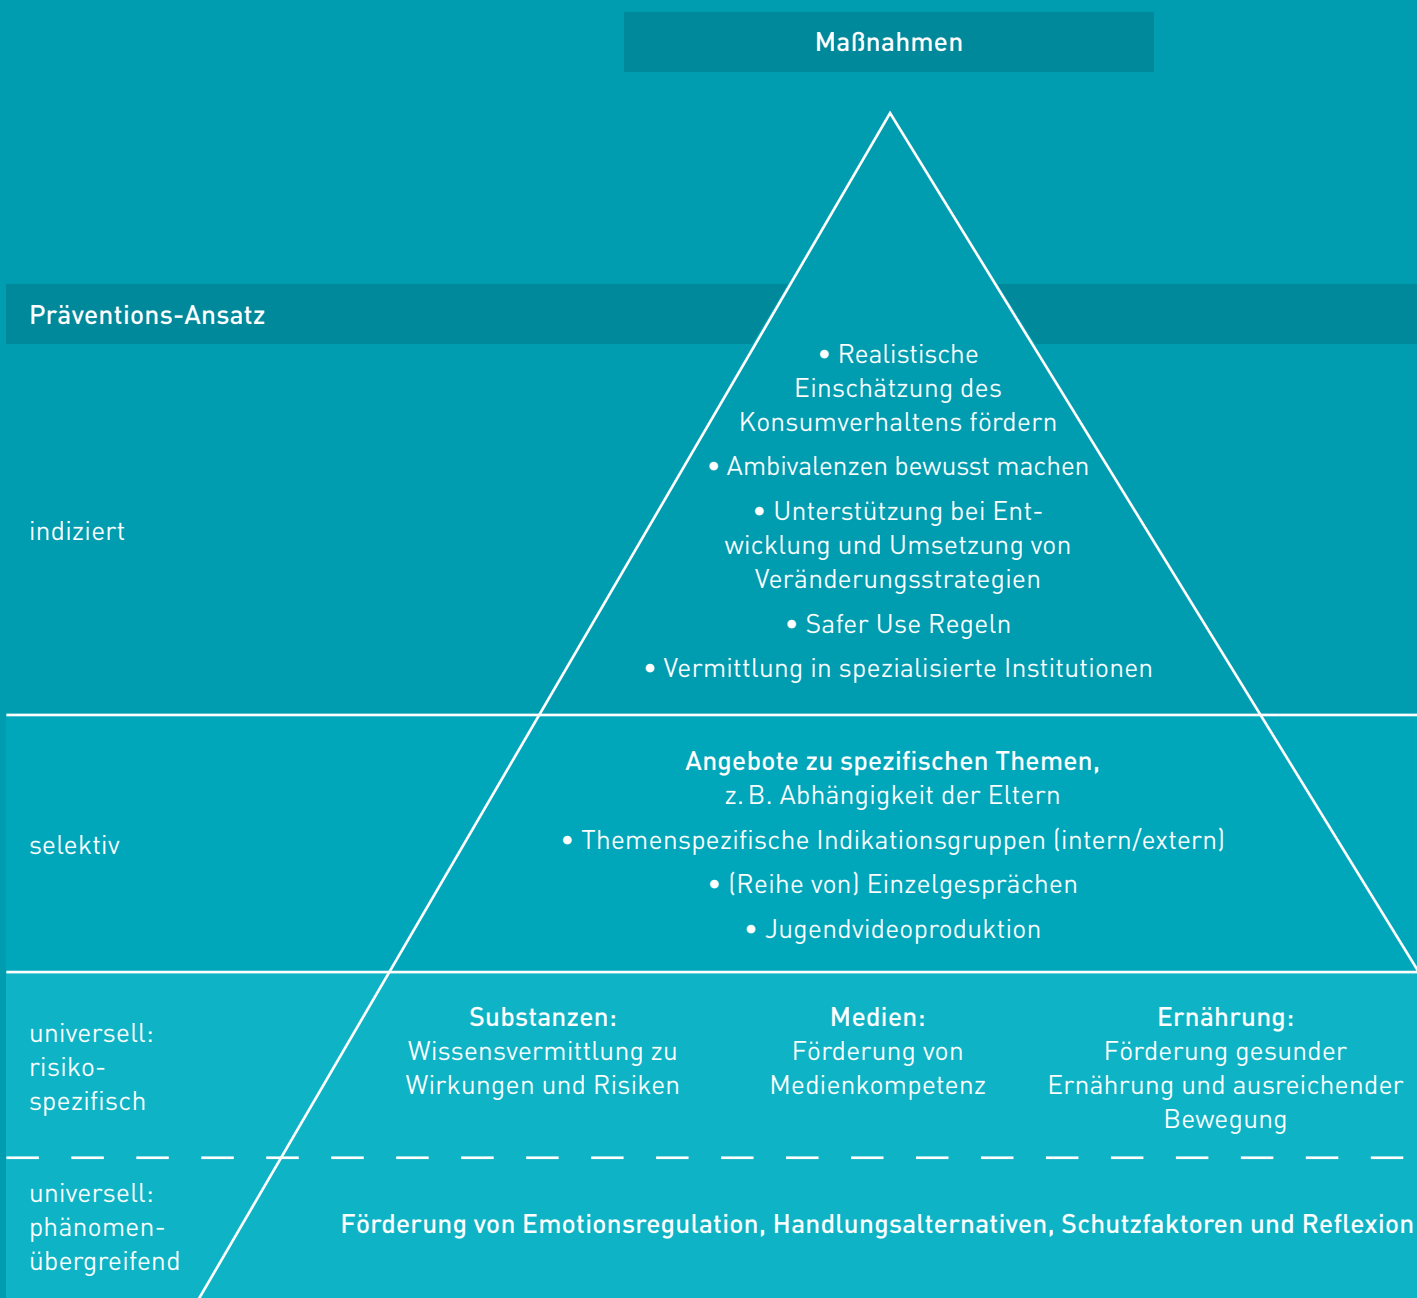 Maßnahmen
Präventions-Ansatz
indiziert
• Realistische
Einschätzung des
Konsumverhaltens fördern
• Ambivalenzen bewusst machen
• Unterstützung bei Ent-
wicklung und Umsetzung von
Veränderungsstrategien
• Safer Use Regeln
• Vermittlung in spezialisierte Institutionen
selektiv
Angebote zu spezifischen Themen,
z. B. Abhängigkeit der Eltern
• Themenspezifische Indikationsgruppen (intern/extern)
• (Reihe von) Einzelgesprächen
• Jugendvideoproduktion
universell:
risiko-
spezifisch
Substanzen:
Wissensvermittlung zu
Wirkungen und Risiken
Medien:
Förderung von
Medienkompetenz
Ernährung:
Förderung gesunder
Ernährung und ausreichender
Bewegung
universell:
phänomen-
übergreifend
Förderung von Emotionsregulation, Handlungsalternativen, Schutzfaktoren und Reflexion